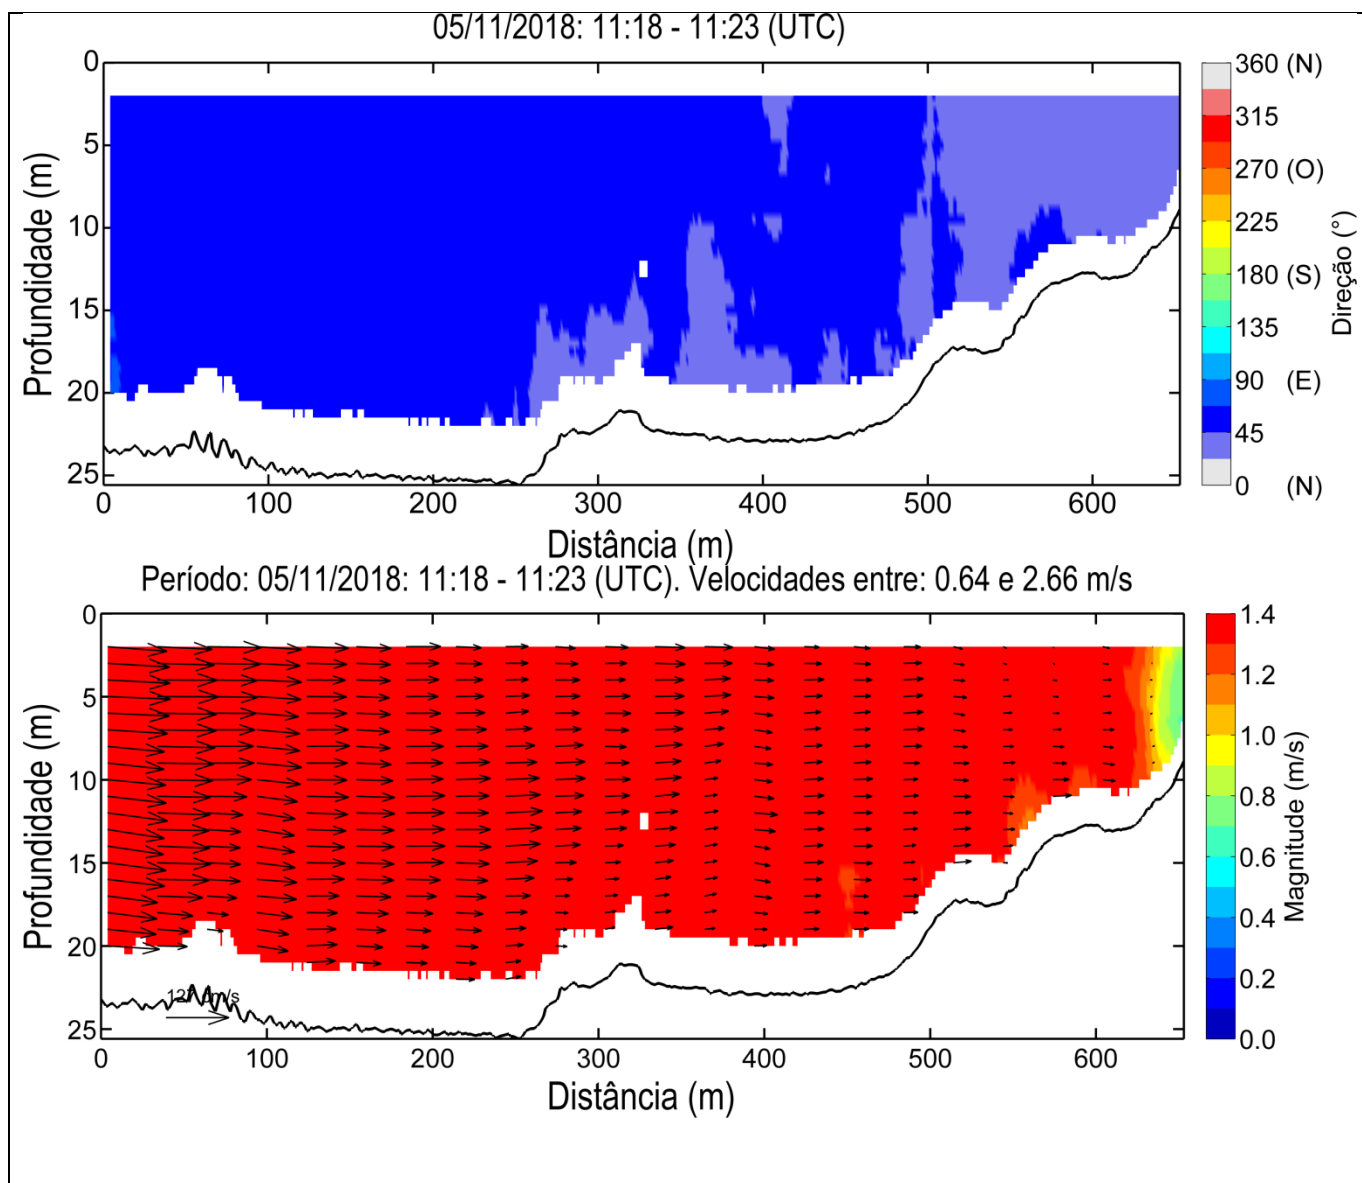 05/11/2018: 11:18 - 11:23 (UTC)
0
5
10
15
20
25
Profundidade (m)
0 100 200 300 400 500 600
Distância (m)
360 (N)
315
270 (O)
225
180 (S)
135
90 (E)
45
0 (N)
Direção (°)
Período: 05/11/2018: 11:18 - 11:23 (UTC). Velocidades entre: 0.64 e 2.66 m/s
0
5
10
15
20
25
Profundidade (m)
0 100 200 300 400 500 600
Distância (m)
1.4
1.2
1.0
0.8
0.6
0.4
0.2
0.0
Magnitude (m/s)